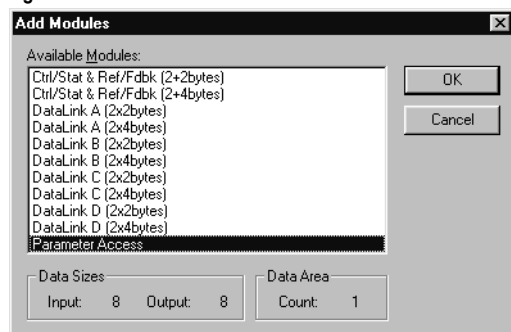 Add Modules
Available Modules:
Ctrl/Stat & Ref/Fdbk (2+2bytes)
Ctrl/Stat & Ref/Fdbk (2+4bytes)
DataLink A (2x2bytes)
DataLink A (2x4bytes)
DataLink B (2x2bytes)
DataLink B (2x4bytes)
DataLink C (2x2bytes)
DataLink C (2x4bytes)
DataLink D (2x2bytes)
DataLink D (2x4bytes)
Parameter Access
OK
Cancel
Data Sizes
Input: 8 Output: 8
Data Area
Count: 1